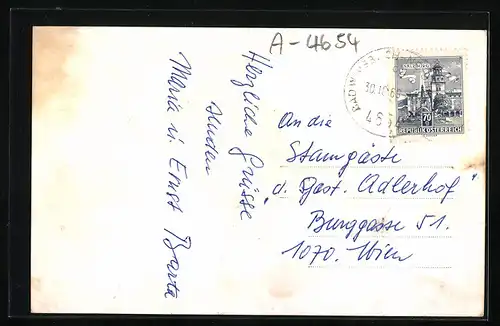 A-4654
Herzliche Grüsse
senden
Maria u. Ernst Barta
An die
Stammgäste
"d. Gast. Adlerhof"
Burggasse 51.
1070. Wien
70
REPUBLIK ÖSTERREICH
30.10.6